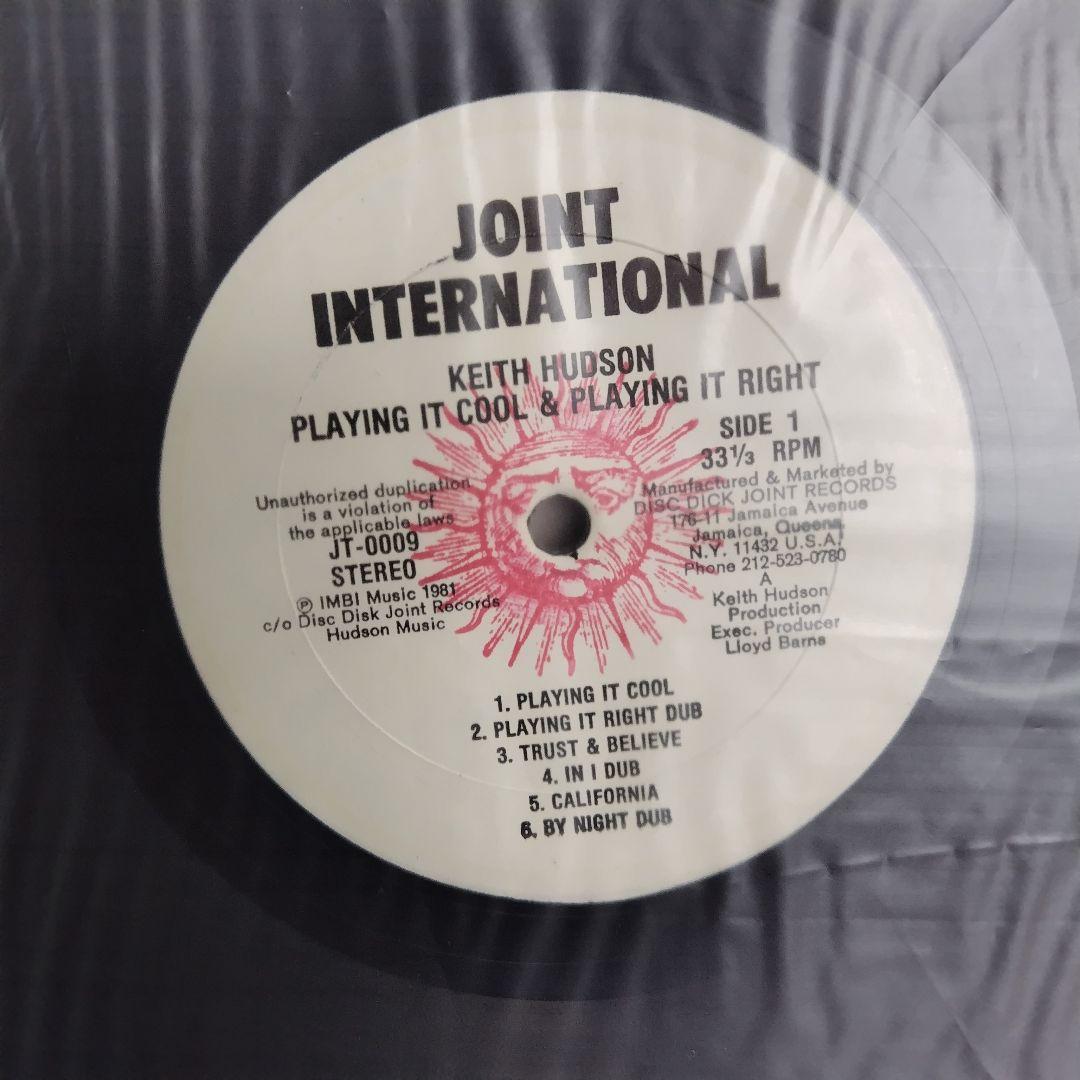 JOINT
INTERNATIONAL
KEITH HUDSON
PLAYING IT COOL & PLAYING IT RIGHT
SIDE 1
33⅓ RPM
Unauthorized duplication
is a violation of
the applicable laws
JT-0009
STEREO
℗ IMBI Music 1981
c/o Disc Disk Joint Records
Hudson Music
Manufactured & Marketed by
DISC DICK JOINT RECORDS
176-11 Jamaica Avenue
Jamaica, Queens,
N.Y. 11432 U.S.A.
Phone 212-523-0780
A
Keith Hudson
Production
Exec. Producer
Lloyd Barns
1. PLAYING IT COOL
2. PLAYING IT RIGHT DUB
3. TRUST & BELIEVE
4. IN I DUB
5. CALIFORNIA
6. BY NIGHT DUB